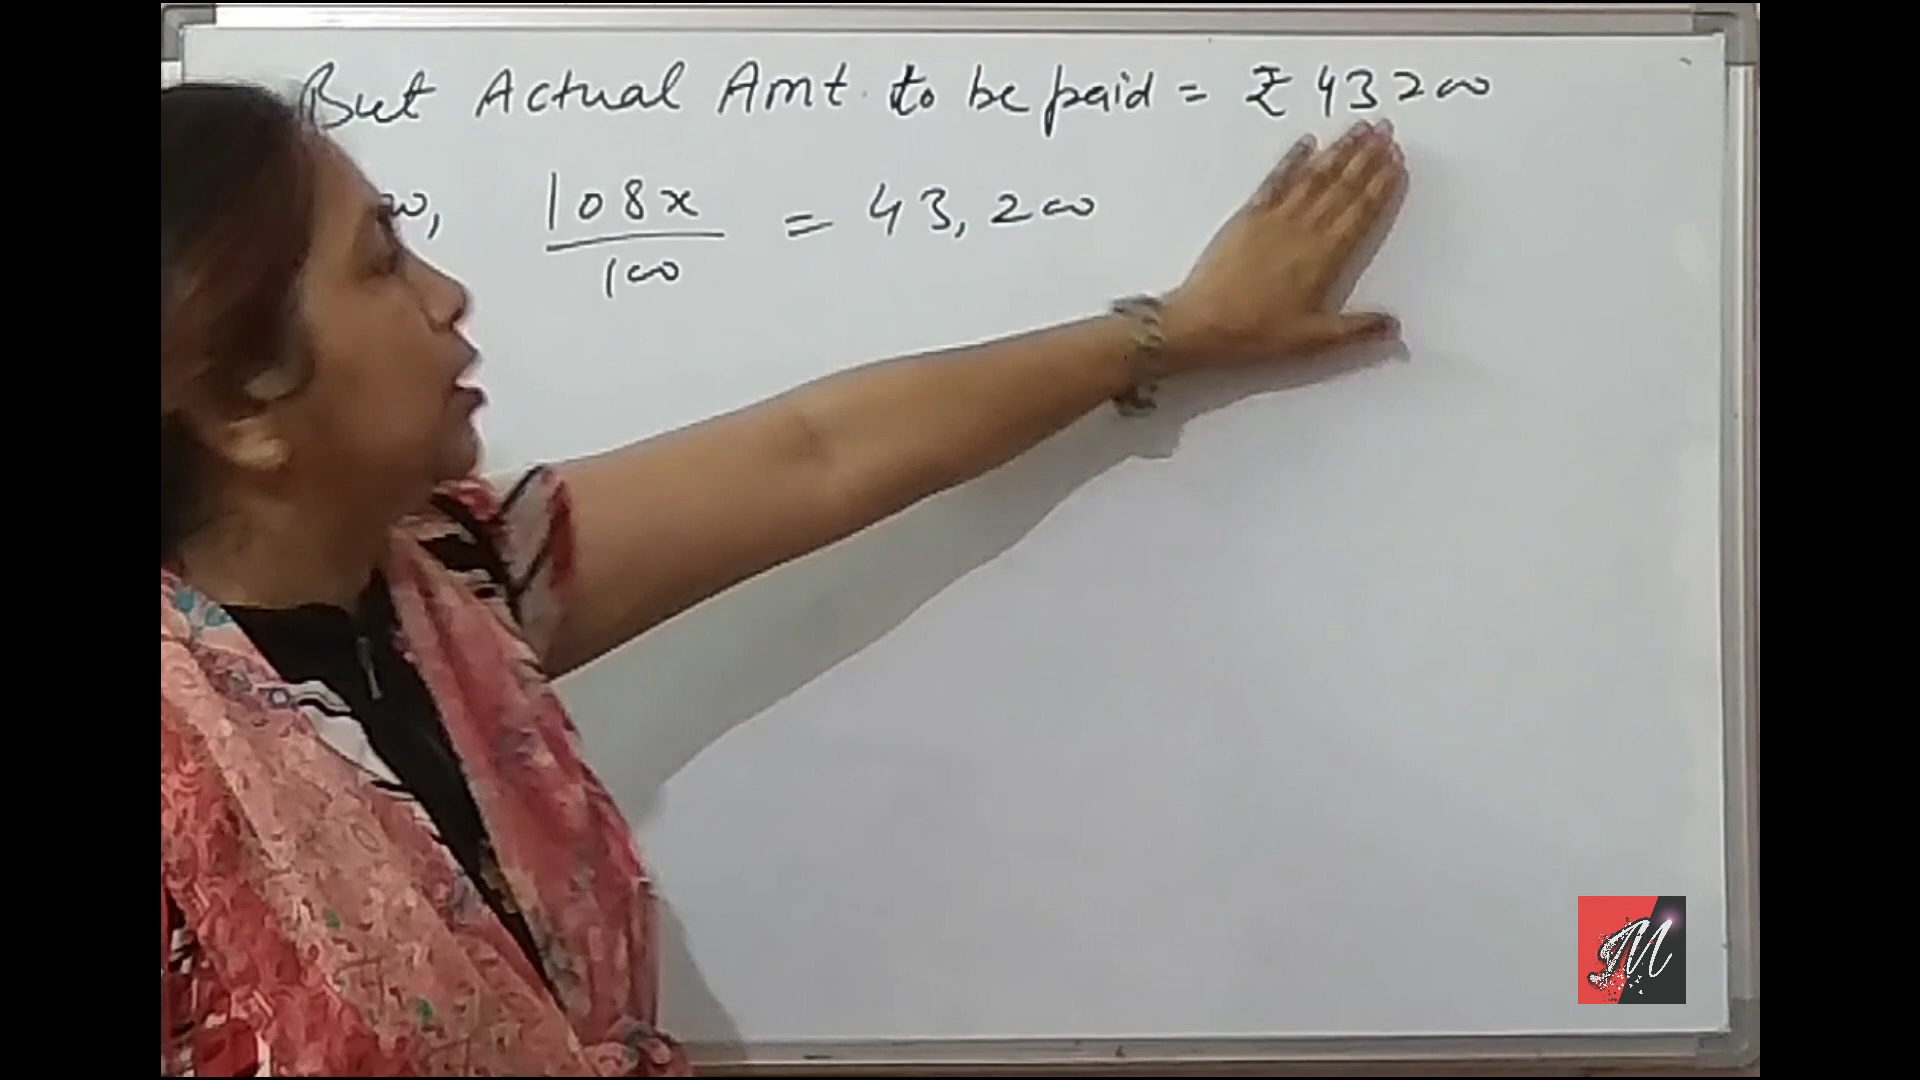 But Actual Amt. to be paid = ₹ 43200
108x / 100 = 43,200
M